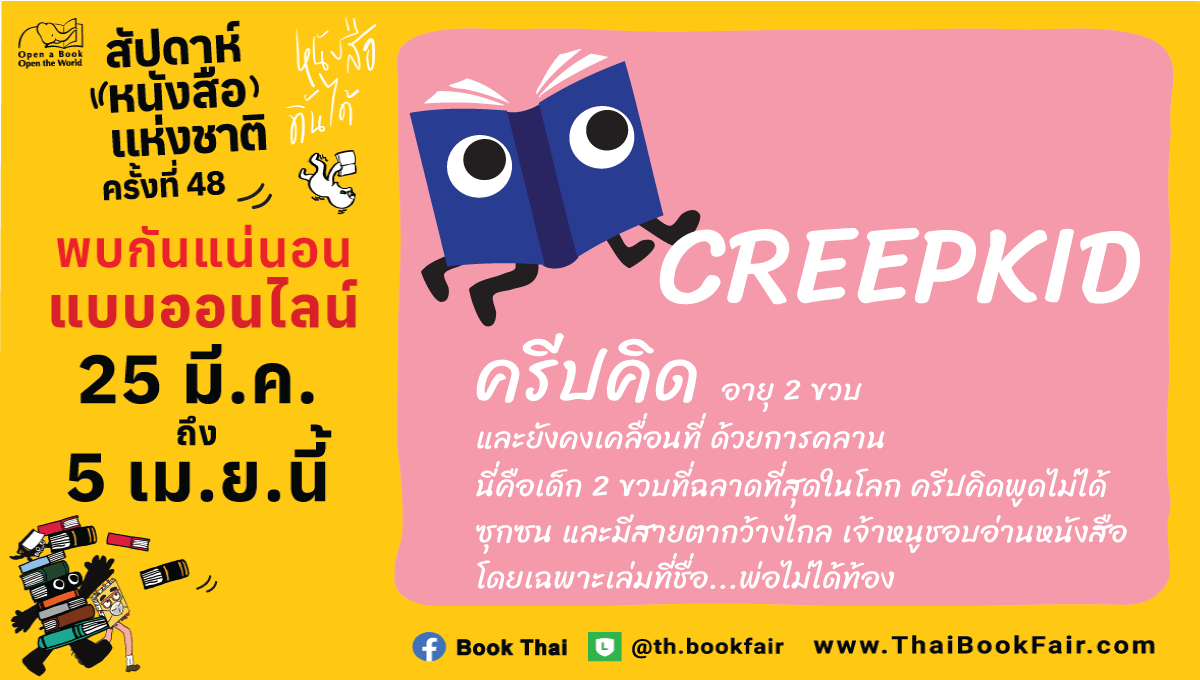 Open a Book
Open the World
สัปดาห์
หนังสือ
แห่งชาติ
ครั้งที่ 48
หนังสือ
ดิ้นได้
พบกันแน่นอน
แบบออนไลน์
25 มี.ค.
ถึง
5 เม.ย.นี้
CREEPKID
ครีปคิด อายุ 2 ขวบ
และยังคงเคลื่อนที่ ด้วยการคลาน
นี่คือเด็ก 2 ขวบที่ฉลาดที่สุดในโลก ครีปคิดพูดไม่ได้
ซุกซน และมีสายตากว้างไกล เจ้าหนูชอบอ่านหนังสือ
โดยเฉพาะเล่มที่ชื่อ...พ่อไม่ได้ท้อง
Book Thai
L @th.bookfair
www.ThaiBookFair.com